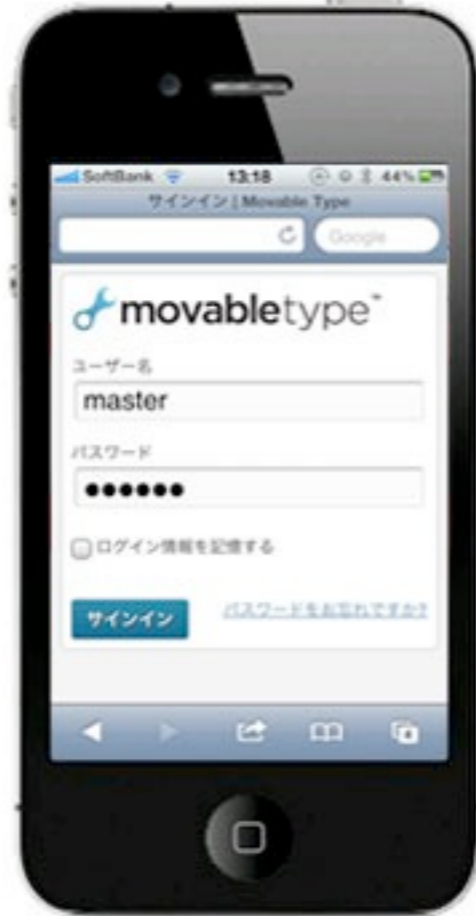 SoftBank 13:18 44%
サインイン | Movable Type
Google
movabletype™
ユーザー名
master
パスワード
●●●●●●
ログイン情報を記憶する
サインイン パスワードをお忘れですか?